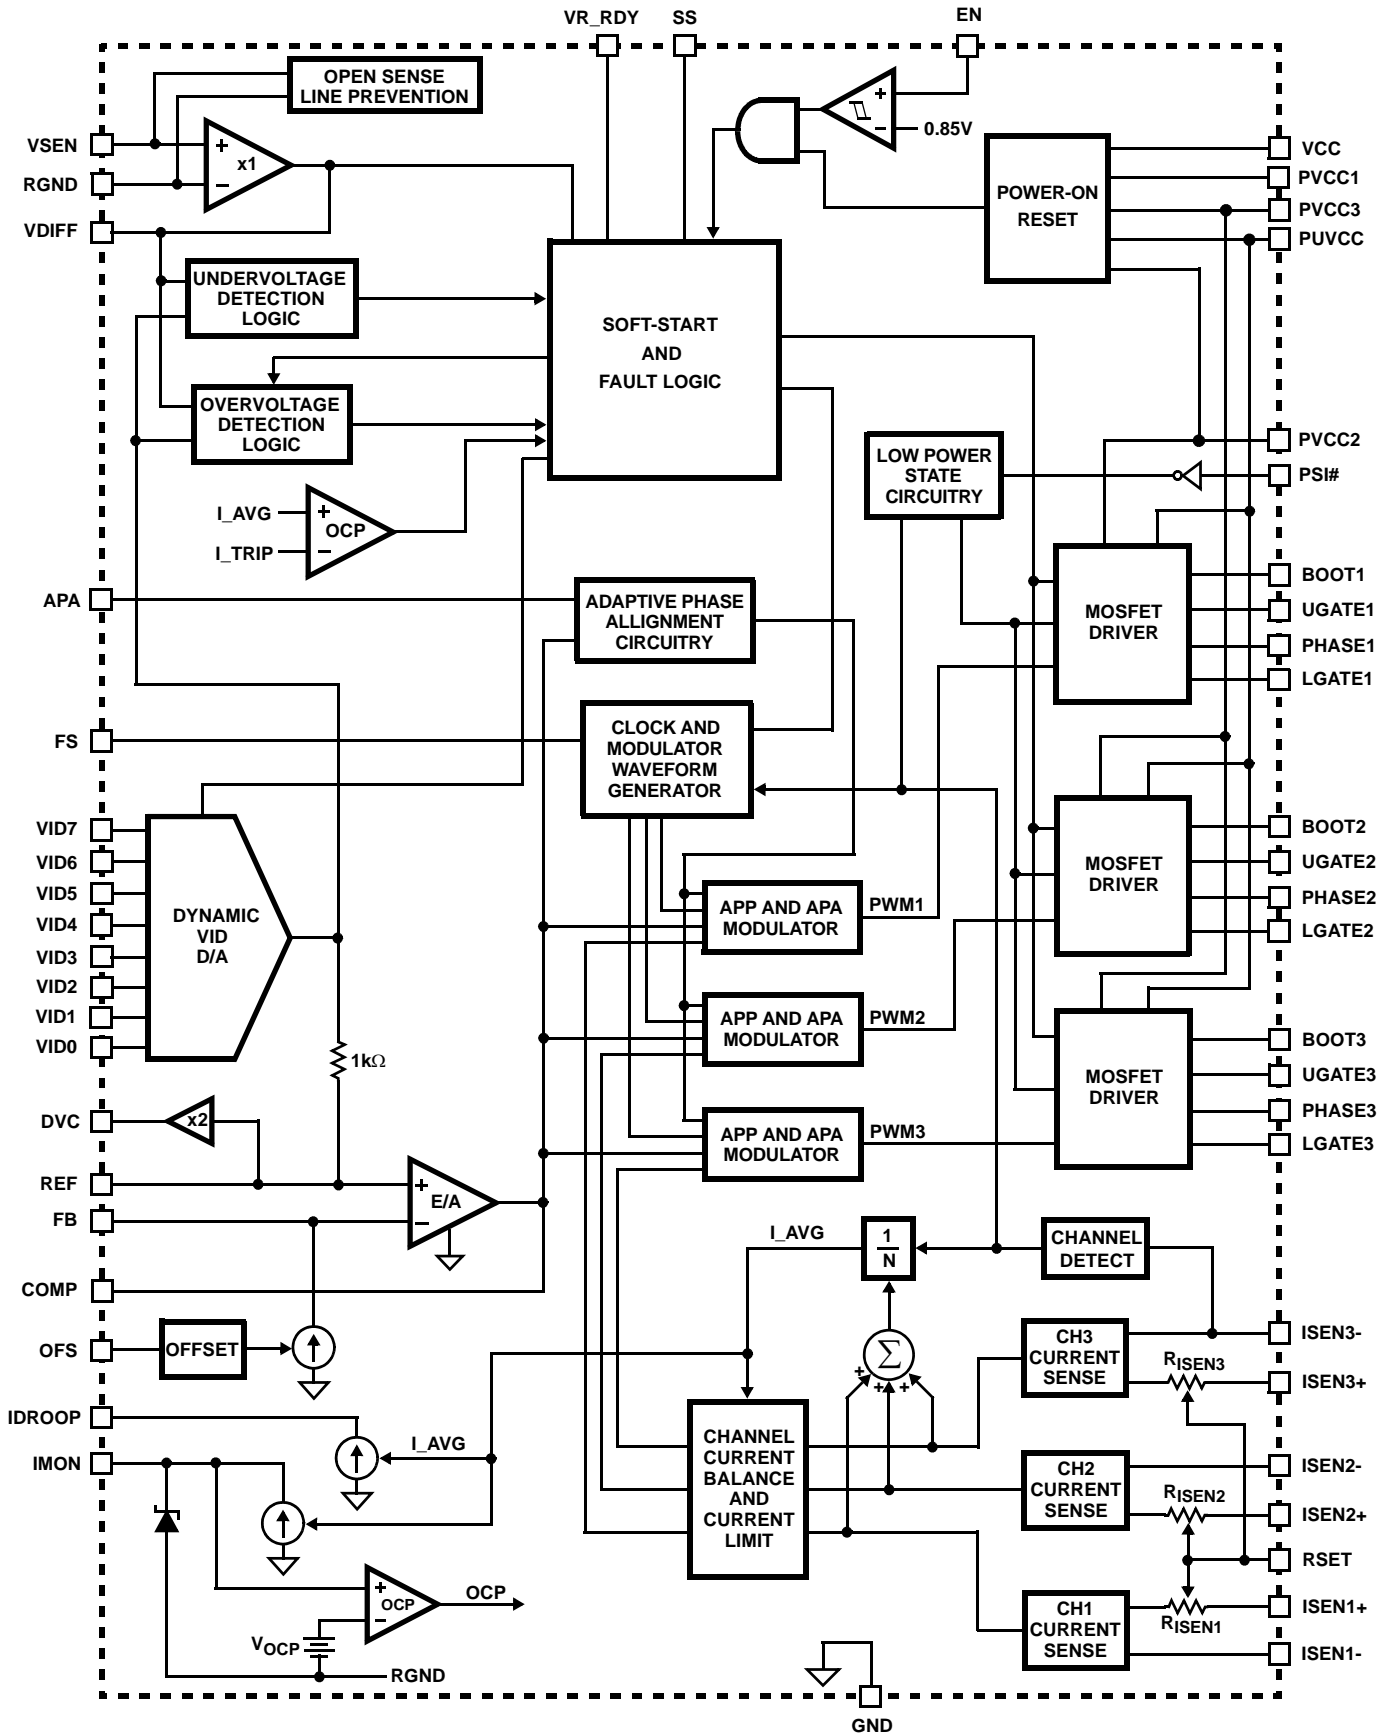 VR_RDY
SS
EN
OPEN SENSE
LINE PREVENTION
+
0.85V
−
VSEN
+
x1
−
RGND
VDIFF
POWER-ON
RESET
VCC
PVCC1
PVCC3
PUVCC
UNDERVOLTAGE
DETECTION
LOGIC
SOFT-START
AND
FAULT LOGIC
OVERVOLTAGE
DETECTION
LOGIC
LOW POWER
STATE
CIRCUITRY
PVCC2
PSI#
I_AVG
+
OCP
I_TRIP
−
APA
ADAPTIVE PHASE
ALLIGNMENT
CIRCUITRY
MOSFET
DRIVER
BOOT1
UGATE1
PHASE1
LGATE1
FS
CLOCK AND
MODULATOR
WAVEFORM
GENERATOR
VID7
VID6
VID5
VID4
VID3
VID2
VID1
VID0
DYNAMIC
VID
D/A
1kΩ
APP AND APA
MODULATOR
PWM1
MOSFET
DRIVER
BOOT2
UGATE2
PHASE2
LGATE2
APP AND APA
MODULATOR
PWM2
MOSFET
DRIVER
BOOT3
UGATE3
PHASE3
LGATE3
APP AND APA
MODULATOR
PWM3
DVC
x2
REF
+
E/A
−
FB
COMP
I_AVG
1
N
CHANNEL
DETECT
OFS
OFFSET
Σ
+
+
+
CH3
CURRENT
SENSE
ISEN3-
RISEN3
ISEN3+
IDROOP
I_AVG
IMON
CHANNEL
CURRENT
BALANCE
AND
CURRENT
LIMIT
CH2
CURRENT
SENSE
ISEN2-
RISEN2
ISEN2+
RSET
+
OCP
−
OCP
VOCP
RGND
CH1
CURRENT
SENSE
ISEN1+
RISEN1
ISEN1-
GND